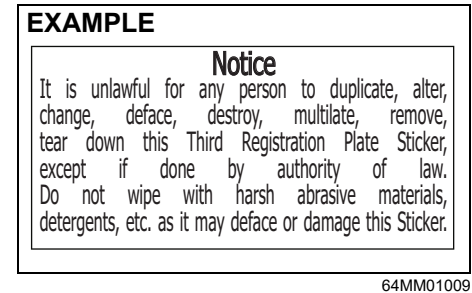 EXAMPLE
Notice
It is unlawful for any person to duplicate, alter,
change, deface, destroy, multilate, remove,
tear down this Third Registration Plate Sticker,
except if done by authority of law.
Do not wipe with harsh abrasive materials,
detergents, etc. as it may deface or damage this Sticker.
64MM01009